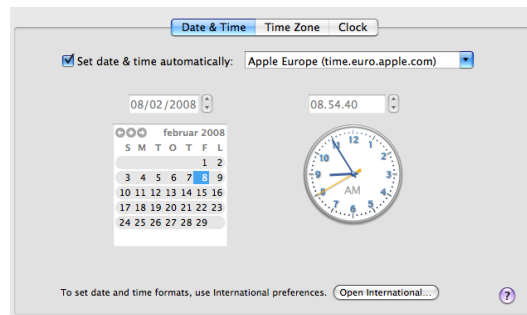 Date & Time Time Zone Clock
Set date & time automatically: Apple Europe (time.euro.apple.com)
08/02/2008 08.54.40
februar 2008
S M T O T F L
1 2
3 4 5 6 7 8 9
10 11 12 13 14 15 16
17 18 19 20 21 22 23
24 25 26 27 28 29
12
11
10 2
9 3
8 AM 4
7 6 5
To set date and time formats, use International preferences. Open International... ?